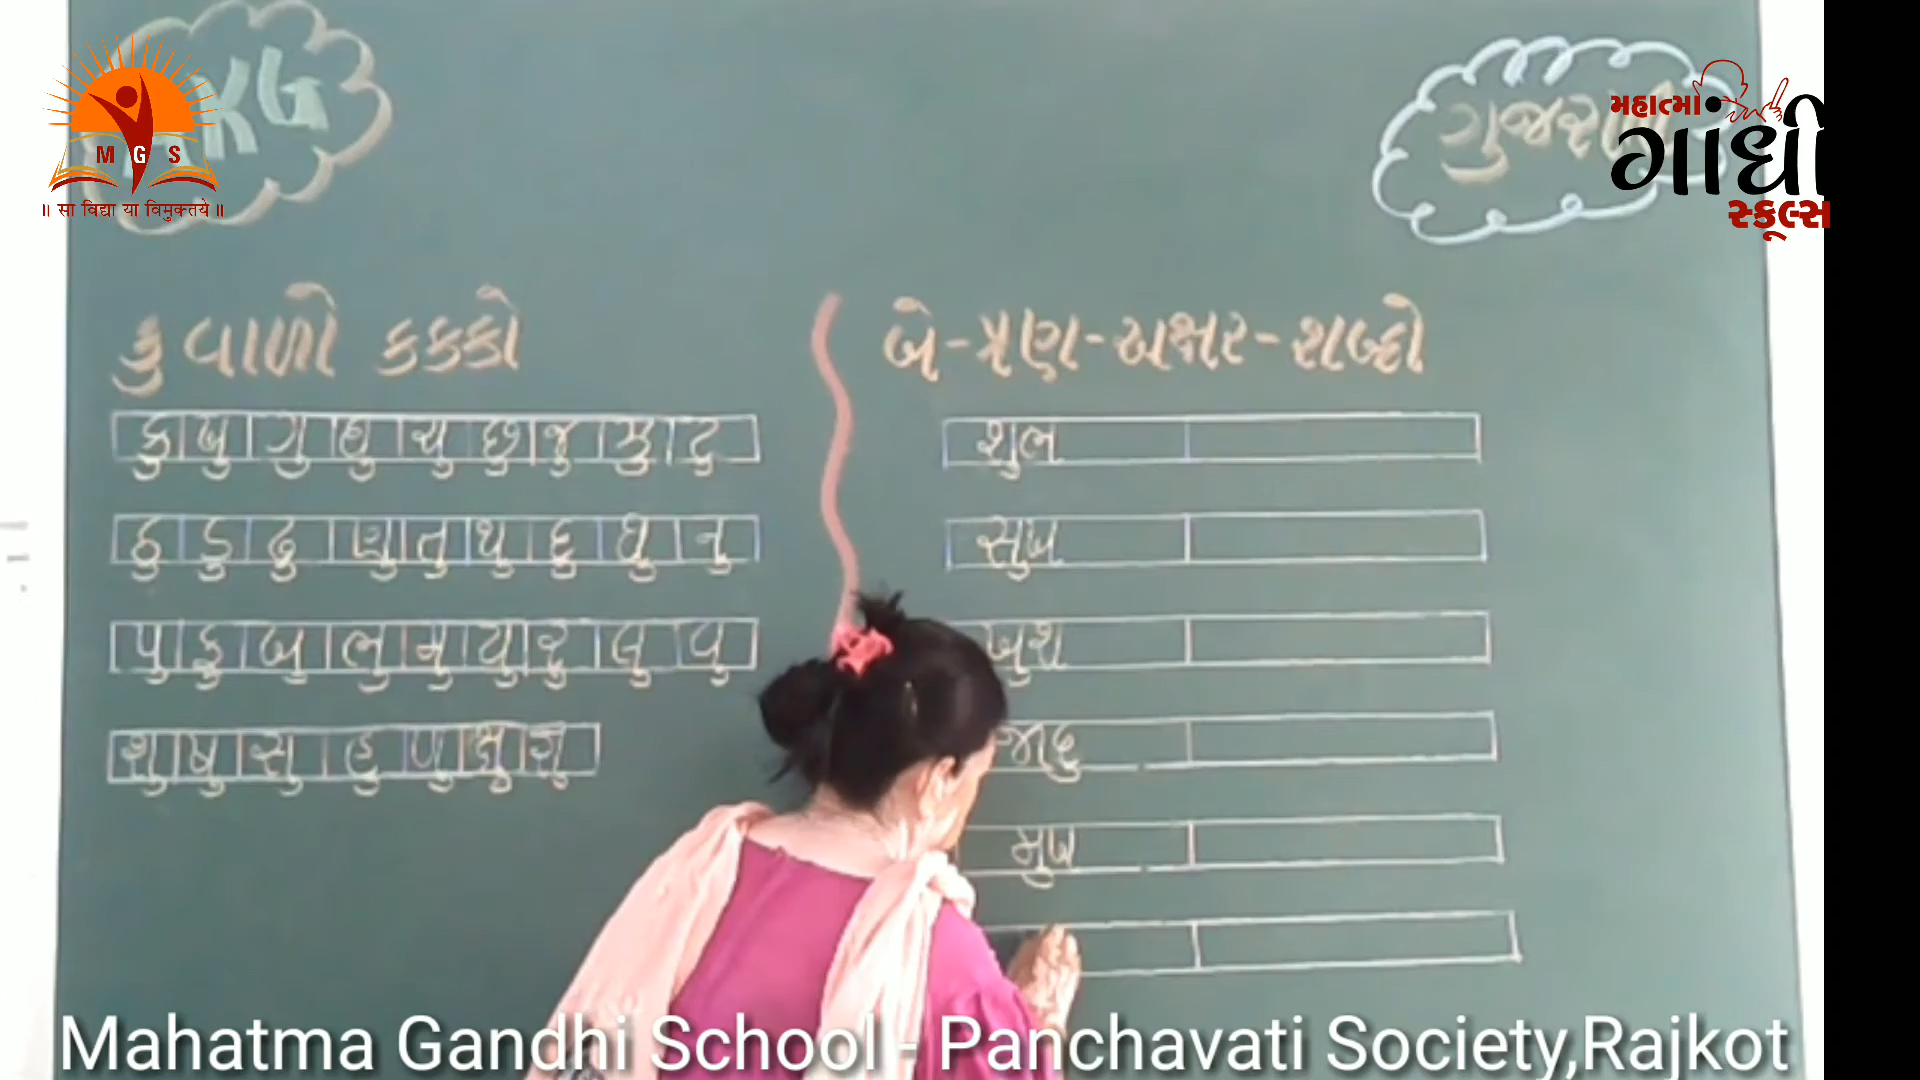 KG
M G S
॥ सा विद्या या विमुक्तये ॥
ગુજરાતી
મહાત્મા
ગાંધી
સ્કૂલ્સ
કુ વાળો કક્કો
બે-ત્રણ-અક્ષર-શબ્દો
કુ ખુ ગુ ઘુ ચુ છુ જુ ઝુ ટુ
ઠુ ડુ ઢુ ણુ તુ થુ દુ ધુ નુ
પુ ફુ બુ ભુ મુ યુ રુ લુ વુ
શુ ષુ સુ હુ ળુ ક્ષુ જ્ઞુ
શુભ
સુખ
ખુશ
જાદુ
મુખ
Mahatma Gandhi School - Panchavati Society,Rajkot